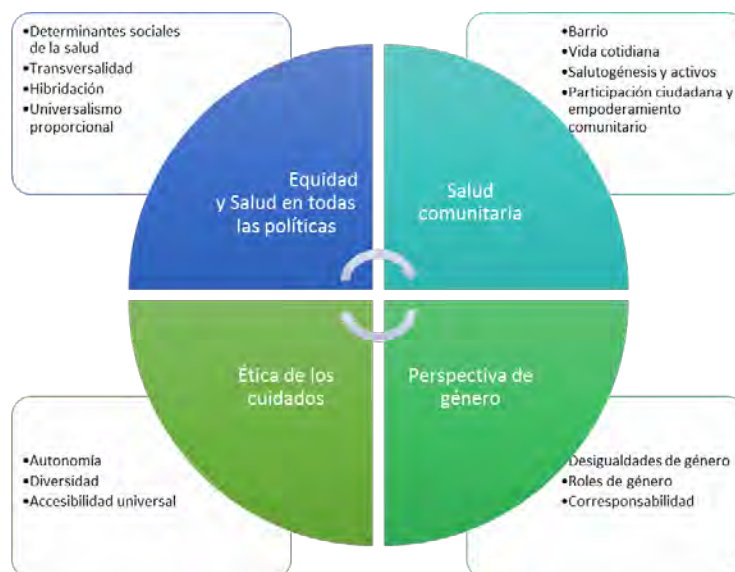 •Determinantes sociales
de la salud
•Transversalidad
•Hibridación
•Universalismo
proporcional
•Barrio
•Vida cotidiana
•Salutogénesis y activos
•Participación ciudadana y
empoderamiento
comunitario
Equidad
y Salud en todas
las políticas
Salud
comunitaria
Ética de los
cuidados
Perspectiva de
género
•Autonomía
•Diversidad
•Accesibilidad universal
•Desigualdades de género
•Roles de género
•Corresponsabilidad